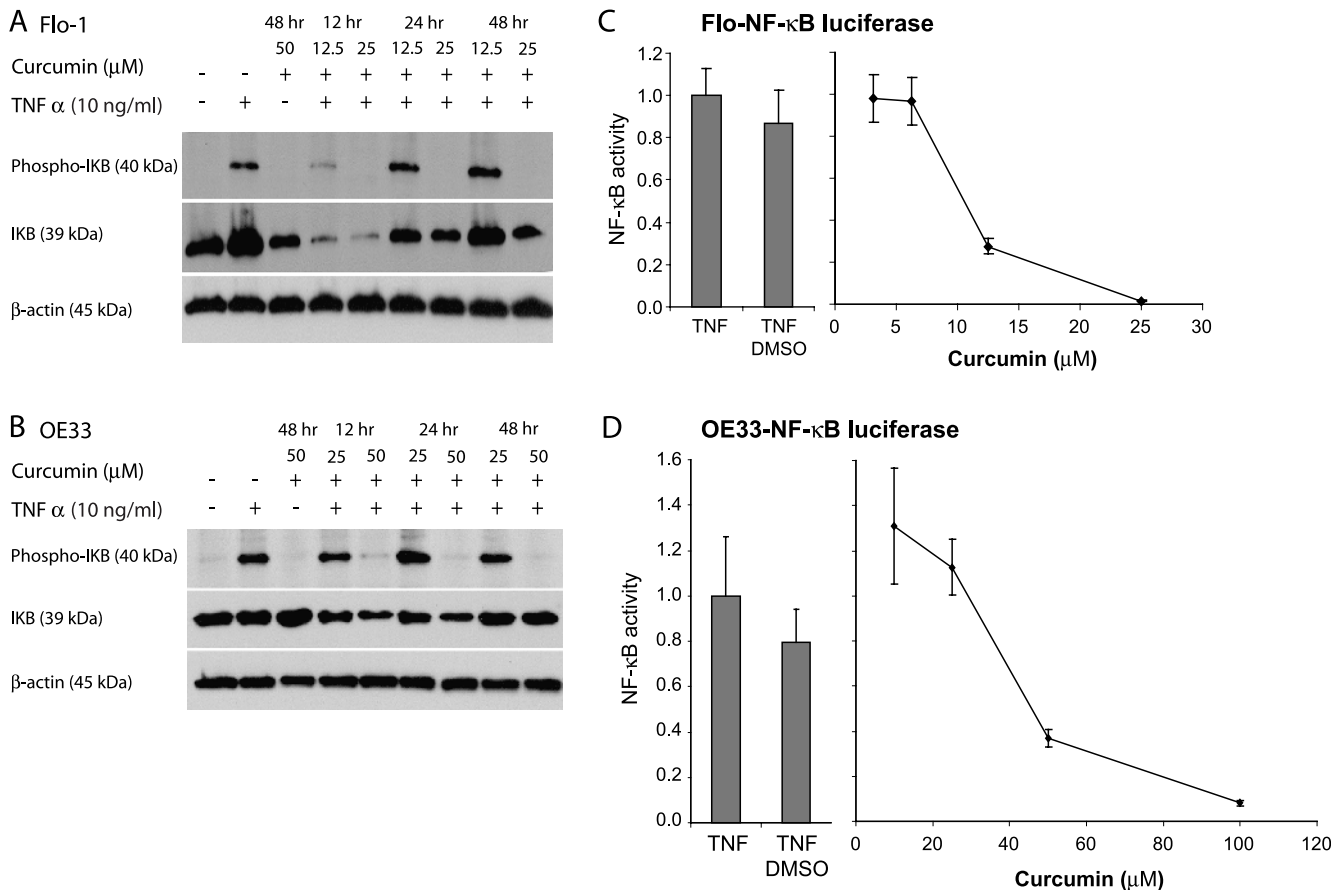 A Flo-1
48 hr 12 hr 24 hr 48 hr
50 12.5 25 12.5 25 12.5 25
Curcumin (μM) - - + + + + + + +
TNF α (10 ng/ml) - + - + + + + + +
Phospho-IKB (40 kDa)
IKB (39 kDa)
β-actin (45 kDa)
B OE33
48 hr 12 hr 24 hr 48 hr
50 25 50 25 50 25 50
Curcumin (μM) - - + + + + + + +
TNF α (10 ng/ml) - + - + + + + + +
Phospho-IKB (40 kDa)
IKB (39 kDa)
β-actin (45 kDa)
C Flo-NF-κB luciferase
NF-κB activity
1.2
1.0
0.8
0.6
0.4
0.2
0.0
TNF TNF
DMSO
0 5 10 15 20 25 30
Curcumin (μM)
D OE33-NF-κB luciferase
NF-κB activity
1.6
1.4
1.2
1.0
0.8
0.6
0.4
0.2
0.0
TNF TNF
DMSO
0 20 40 60 80 100 120
Curcumin (μM)